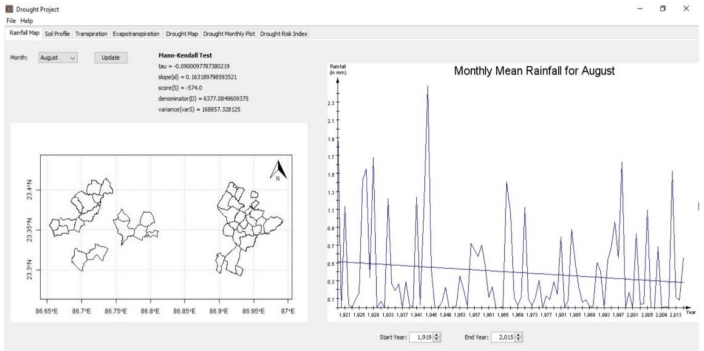 Drought Project
File Help
Rainfall Map Soil Profile Transpiration Evapotranspiration Drought Map Drought Monthly Plot Drought Risk Index
Month: August Update
Mann-Kendall Test
tau = -0.0900097787380219
slope(sl) = 0.163189798593521
score(S) = -574.0
denominator(D) = 6377.0849609375
variance(varS) = 168857.328125
N
23.4°N
23.35°N
23.3°N
86.65°E 86.7°E 86.75°E 86.8°E 86.85°E 86.9°E 86.95°E 87°E
Monthly Mean Rainfall for August
Rainfall
(in mm)
2.3
2.1
1.9
1.7
1.5
1.3
1.1
0.9
0.7
0.5
0.3
0.1
1,921 1,925 1,929 1,933 1,937 1,941 1,945 1,949 1,953 1,957 1,961 1,965 1,969 1,973 1,977 1,981 1,985 1,989 1,993 1,997 2,001 2,005 2,009 2,013 Year
Start Year: 1,919 End Year: 2,015